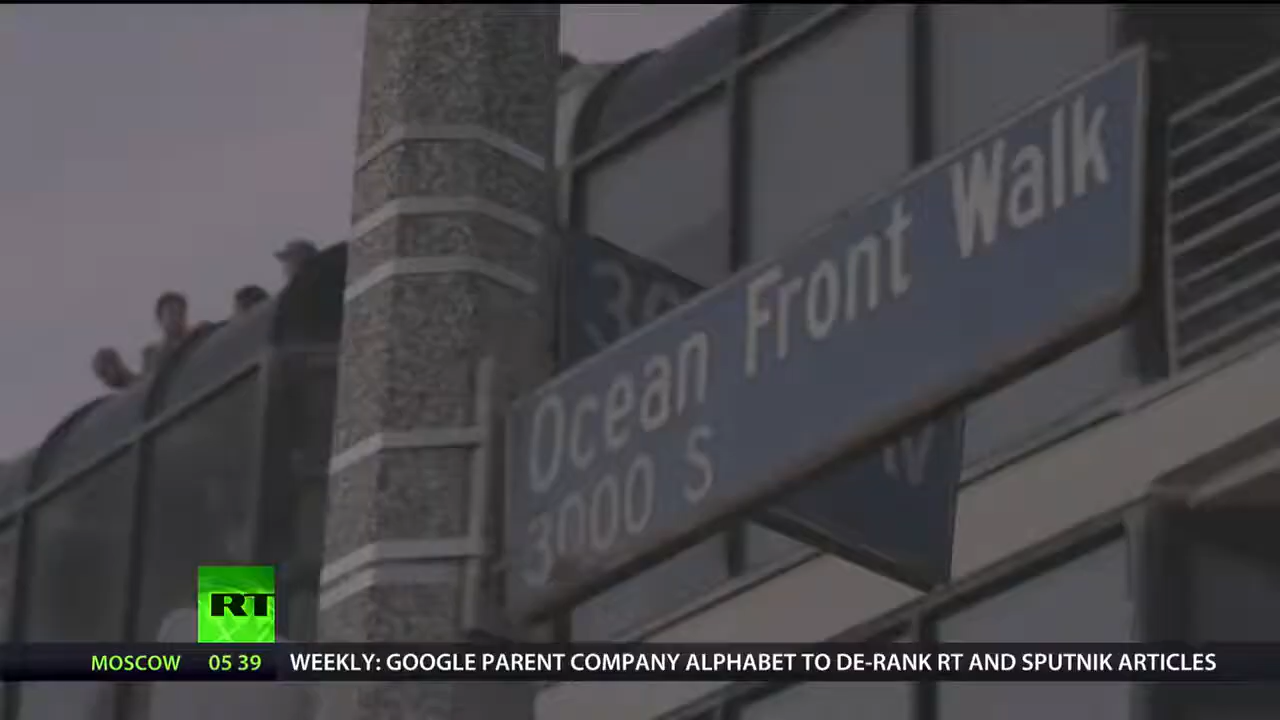 Ocean Front Walk
3000 S
RT
MOSCOW 05 39 WEEKLY: GOOGLE PARENT COMPANY ALPHABET TO DE-RANK RT AND SPUTNIK ARTICLES